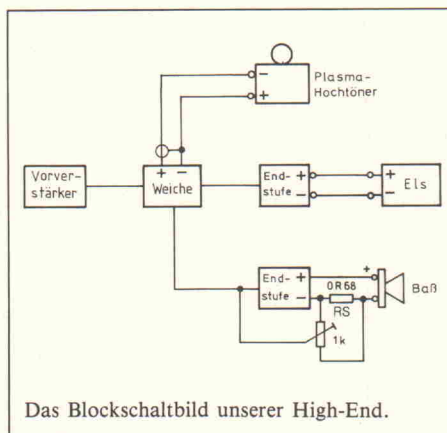 −
+
Plasma-
Hochtöner
Vorver-
stärker
+ −
Weiche
End-
stufe
+
−
+
−
Els
End-
stufe
+
−
+
0R68
RS
1k
Baß
Das Blockschaltbild unserer High-End.